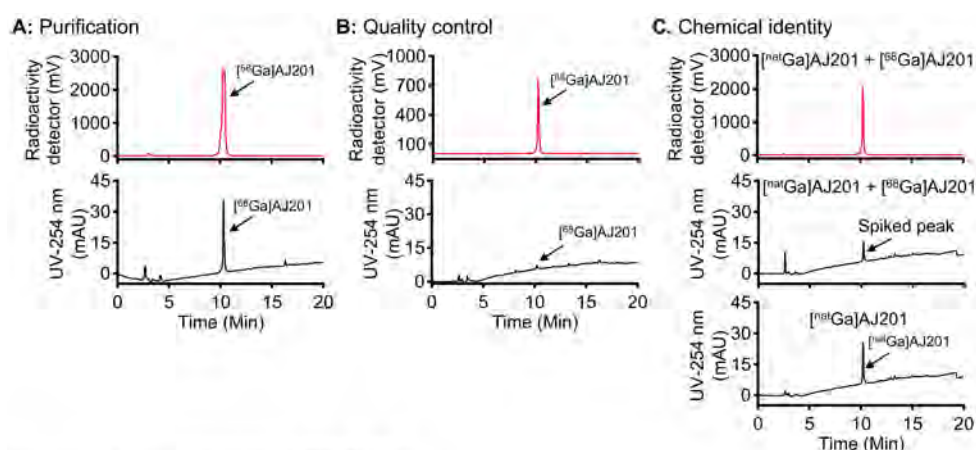 A: Purification
B: Quality control
C. Chemical identity
Radioactivity
detector (mV)
3000
2000
1000
0
[⁶⁸Ga]AJ201
UV-254 nm
(mAU)
45
30
15
0
[⁶⁸Ga]AJ201
0 5 10 15 20
Time (Min)
Radioactivity
detector (mV)
1000
700
400
100
[⁶⁸Ga]AJ201
UV-254 nm
(mAU)
45
30
15
0
[⁶⁸Ga]AJ201
0 5 10 15 20
Time (Min)
[ⁿᵃᵗGa]AJ201 + [⁶⁸Ga]AJ201
Radioactivity
detector (mV)
3000
2000
1000
0
[ⁿᵃᵗGa]AJ201 + [⁶⁸Ga]AJ201
UV-254 nm
(mAU)
45
30
15
0
Spiked peak
[ⁿᵃᵗGa]AJ201
UV-254 nm
(mAU)
45
30
15
0
[ⁿᵃᵗGa]AJ201
0 5 10 15 20
Time (Min)